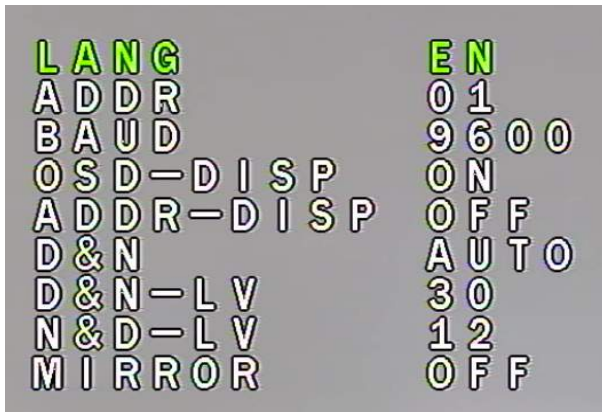 LANG EN
ADDR 01
BAUD 9600
OSD-DISP ON
ADDR-DISP OFF
D&N AUTO
D&N-LV 30
N&D-LV 12
MIRROR OFF